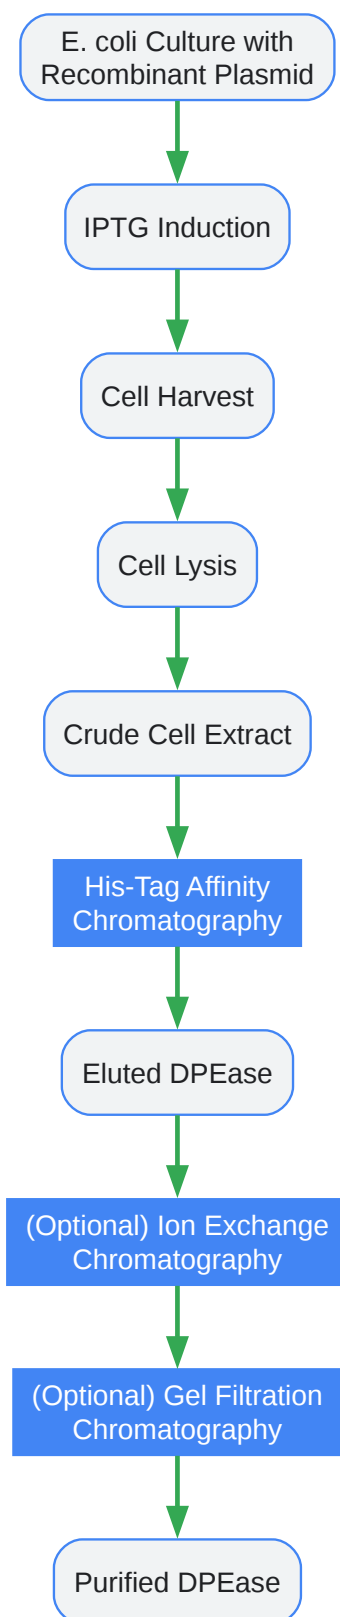 E. coli Culture with
Recombinant Plasmid
IPTG Induction
Cell Harvest
Cell Lysis
Crude Cell Extract
His-Tag Affinity
Chromatography
Eluted DPEase
(Optional) Ion Exchange
Chromatography
(Optional) Gel Filtration
Chromatography
Purified DPEase